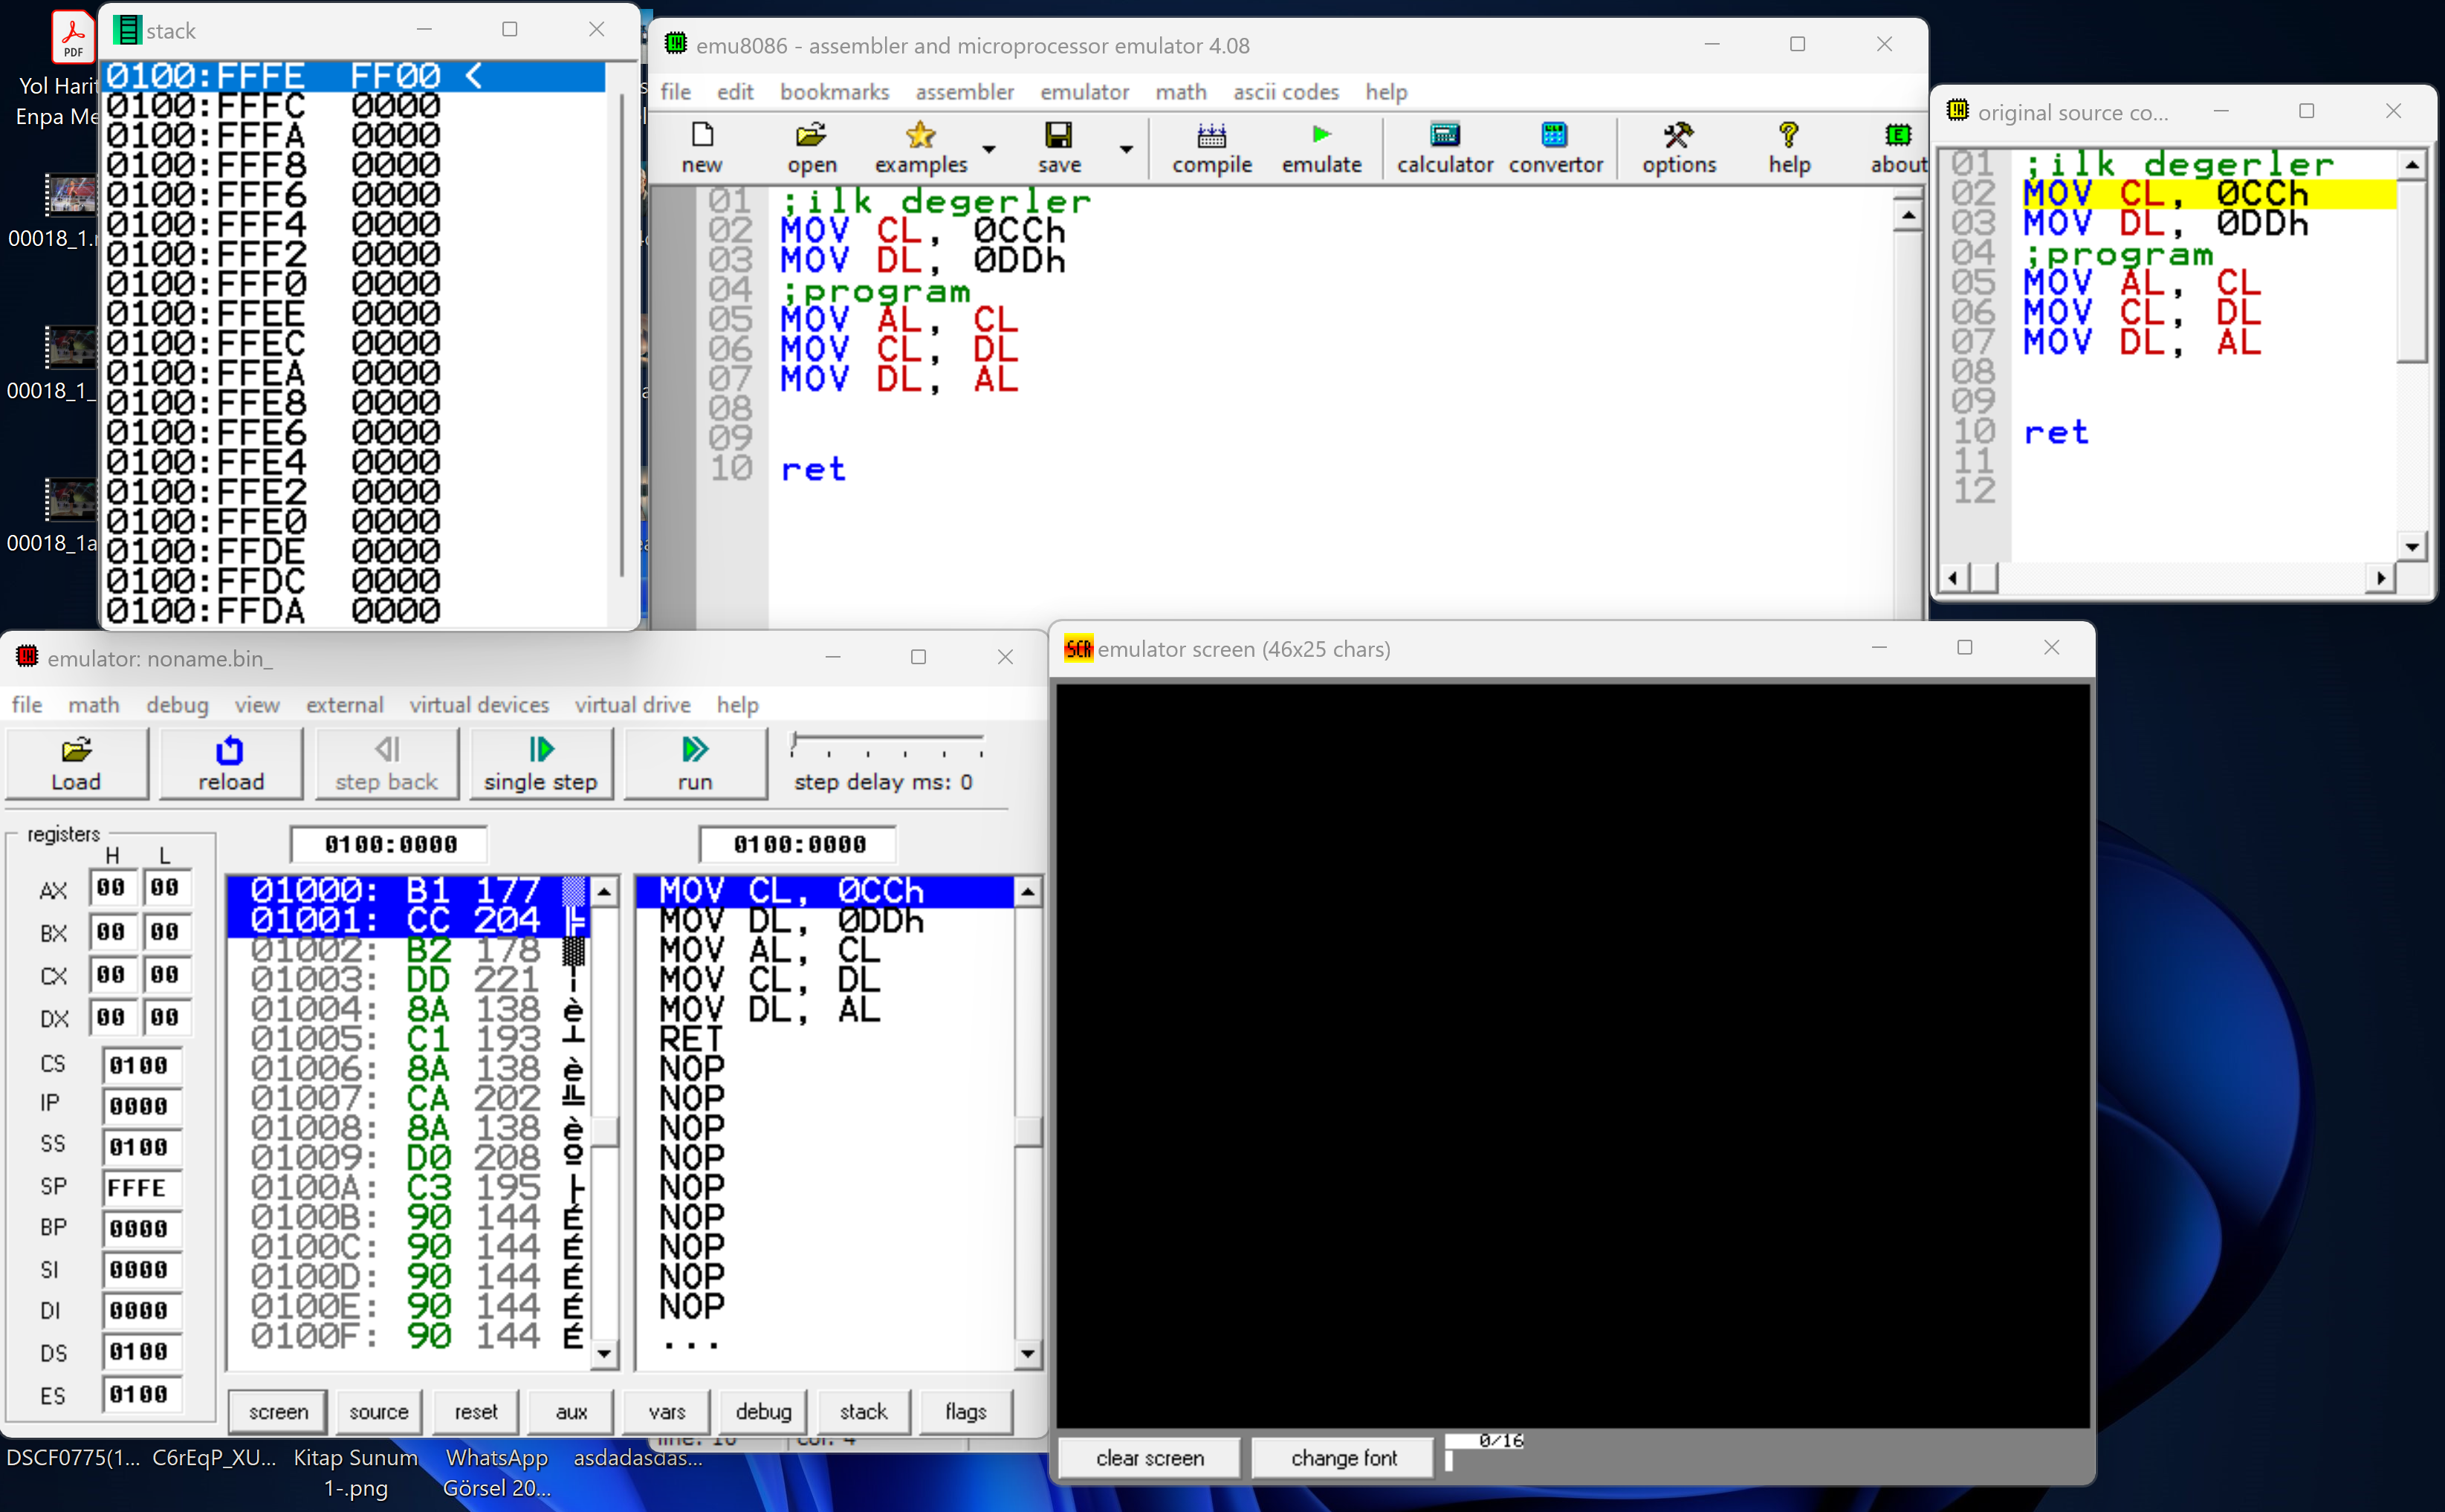 Yol Harit
Enpa Me
00018_1.r
00018_1_
00018_1a
stack
0100:FFFE FF00 <
0100:FFFC 0000
0100:FFFA 0000
0100:FFF8 0000
0100:FFF6 0000
0100:FFF4 0000
0100:FFF2 0000
0100:FFF0 0000
0100:FFEE 0000
0100:FFEC 0000
0100:FFEA 0000
0100:FFE8 0000
0100:FFE6 0000
0100:FFE4 0000
0100:FFE2 0000
0100:FFE0 0000
0100:FFDE 0000
0100:FFDC 0000
0100:FFDA 0000
emu8086 - assembler and microprocessor emulator 4.08
file edit bookmarks assembler emulator math ascii codes help
new open examples save compile emulate calculator convertor options help about
01 ;ilk degerler
02 MOV CL, 0CCh
03 MOV DL, 0DDh
04 ;program
05 MOV AL, CL
06 MOV CL, DL
07 MOV DL, AL
08
09
10 ret
original source co...
01 ;ilk degerler
02 MOV CL, 0CCh
03 MOV DL, 0DDh
04 ;program
05 MOV AL, CL
06 MOV CL, DL
07 MOV DL, AL
08
09
10 ret
11
12
emulator: noname.bin_
file math debug view external virtual devices virtual drive help
Load reload step back single step run step delay ms: 0
registers
H L
AX 00 00
BX 00 00
CX 00 00
DX 00 00
CS 0100
IP 0000
SS 0100
SP FFFE
BP 0000
SI 0000
DI 0000
DS 0100
ES 0100
0100:0000
01000: B1 177 ▒
01001: CC 204 ╠
01002: B2 178 ▓
01003: DD 221 ¦
01004: 8A 138 è
01005: C1 193 ┴
01006: 8A 138 è
01007: CA 202 ╩
01008: 8A 138 è
01009: D0 208 º
0100A: C3 195 ├
0100B: 90 144 É
0100C: 90 144 É
0100D: 90 144 É
0100E: 90 144 É
0100F: 90 144 É
0100:0000
MOV CL, 0CCh
MOV DL, 0DDh
MOV AL, CL
MOV CL, DL
MOV DL, AL
RET
NOP
NOP
NOP
NOP
NOP
NOP
NOP
NOP
NOP
...
screen source reset aux vars debug stack flags
emulator screen (46x25 chars)
clear screen change font 0/16
DSCF0775(1... C6rEqP_XU... Kitap Sunum WhatsApp asdadasdas...
1-.png Görsel 20...